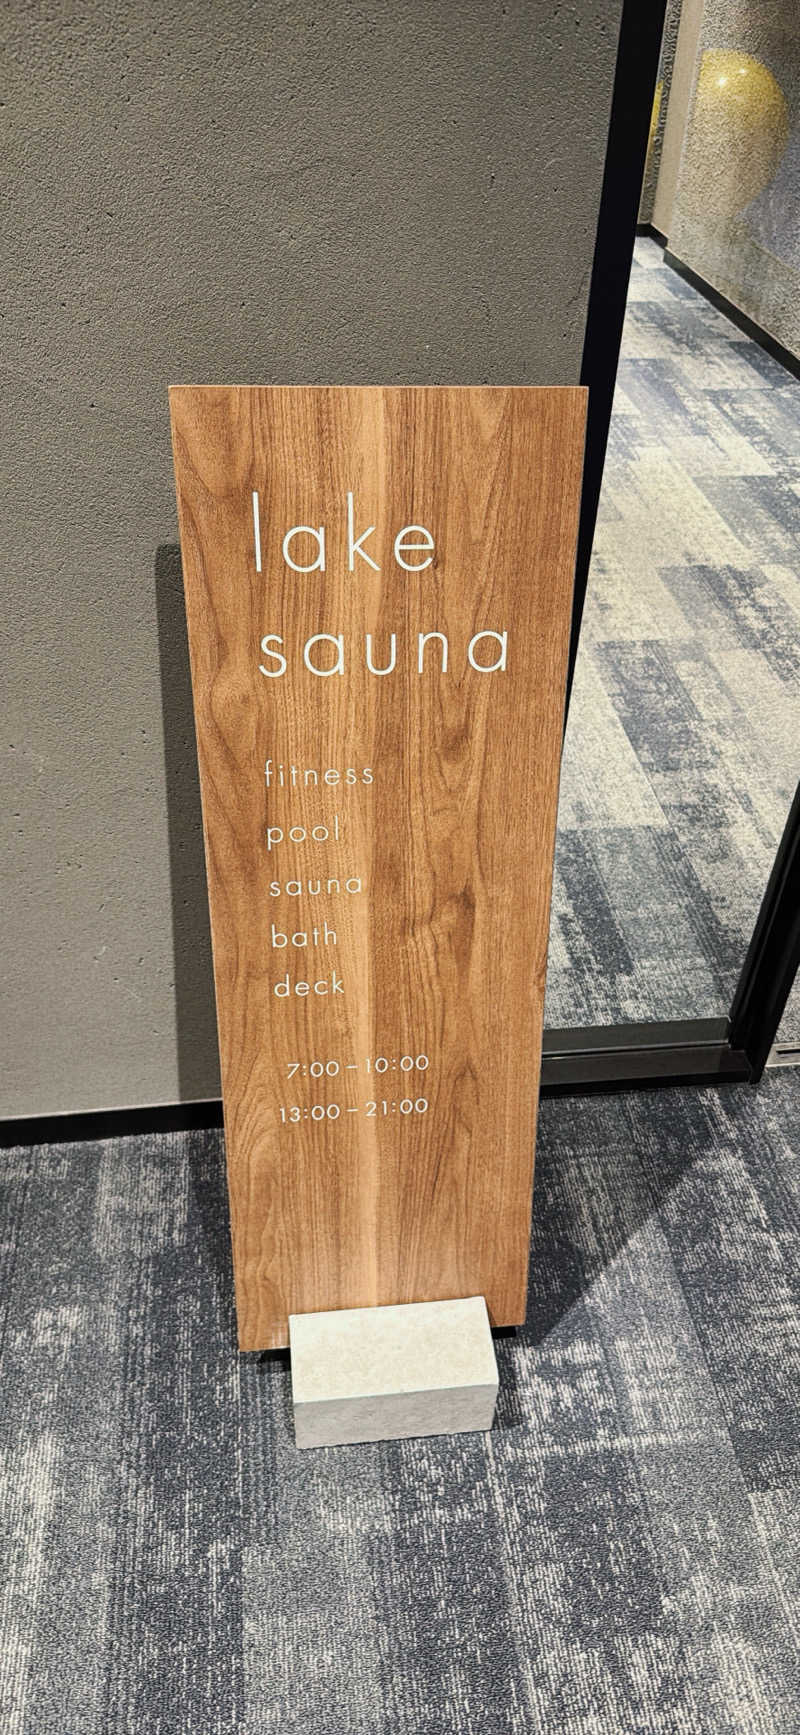 lake
sauna
fitness
pool
sauna
bath
deck
7:00 – 10:00
13:00 – 21:00